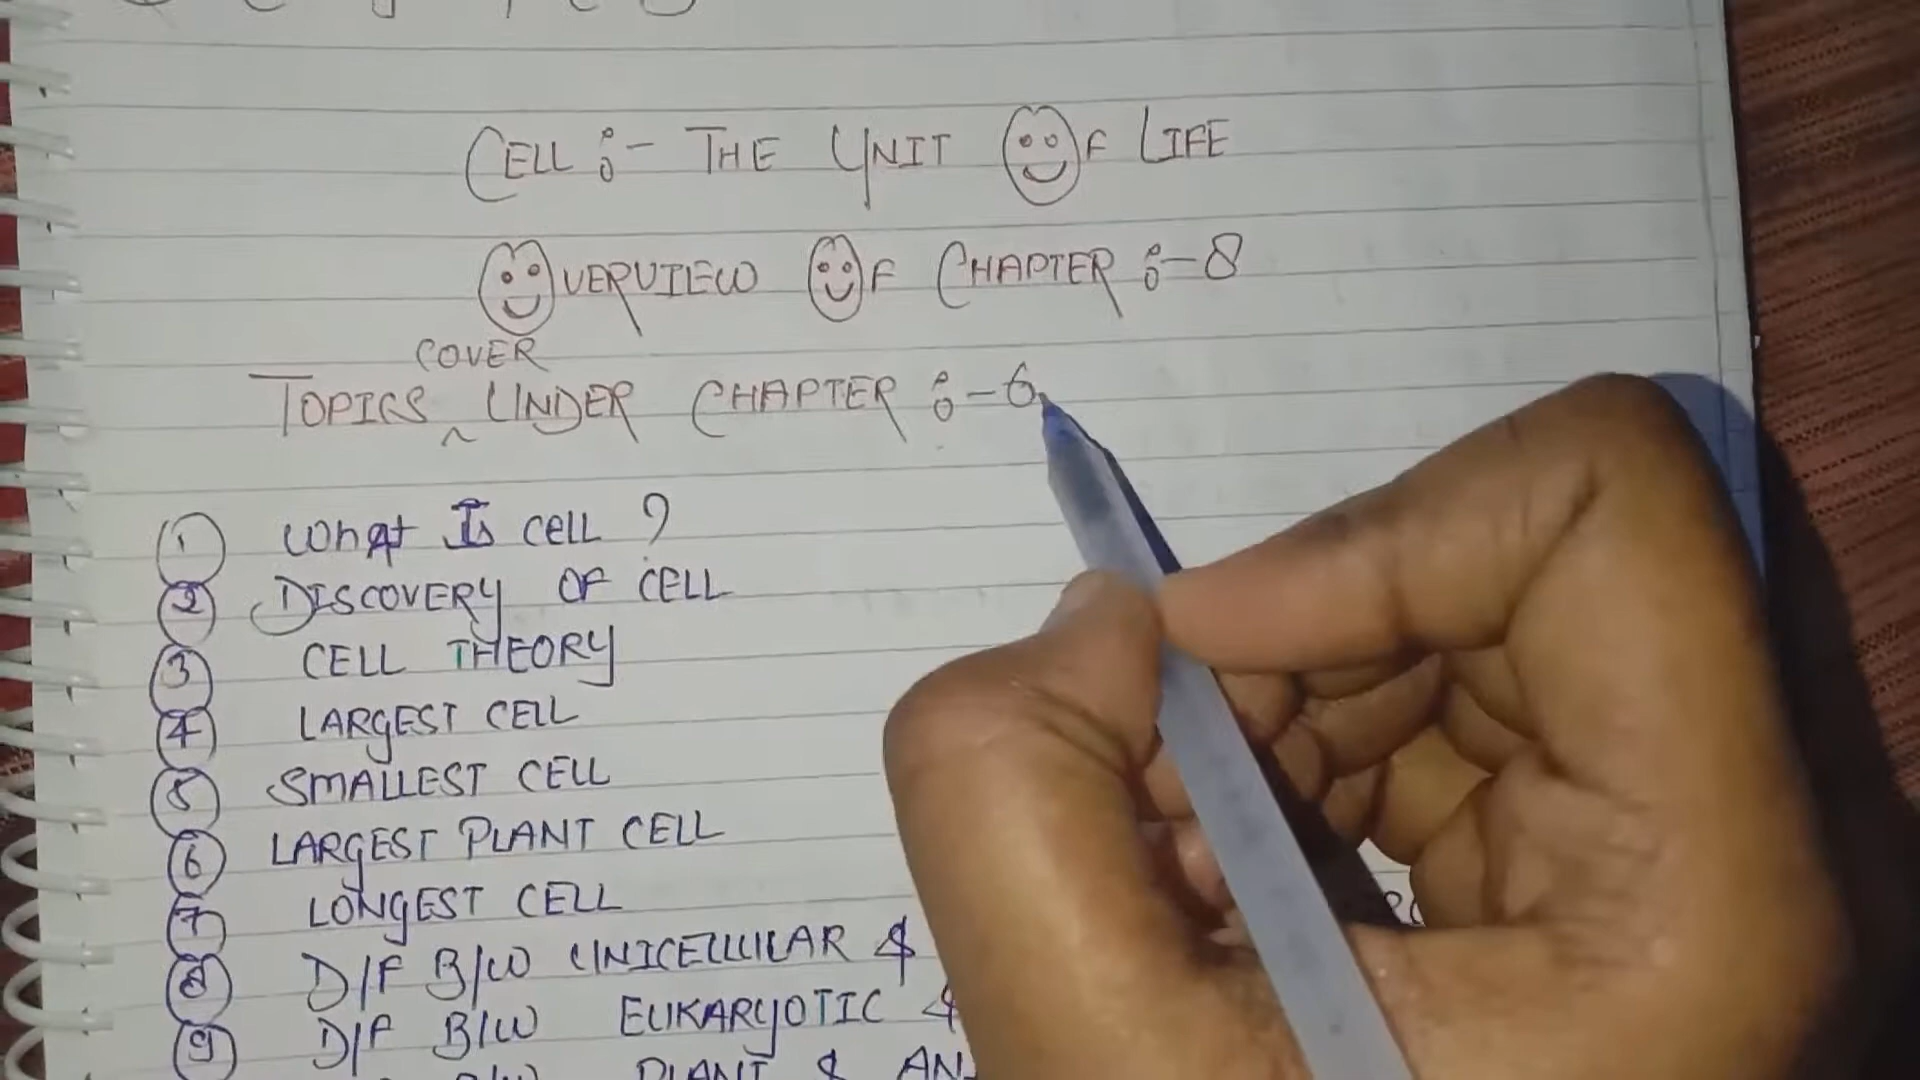 CELL :- THE UNIT OF LIFE
OVERVIEW OF CHAPTER :-8
COVER
TOPICS ^ UNDER CHAPTER :-6
1 What Is cell ?
2 DISCOVERY OF CELL
3 CELL THEORY
4 LARGEST CELL
5 SMALLEST CELL
6 LARGEST PLANT CELL
7 LONGEST CELL
8 D/F B/W UNICELLULAR &
9 D/F B/W EUKARYOTIC &
B/W PLANT & AN